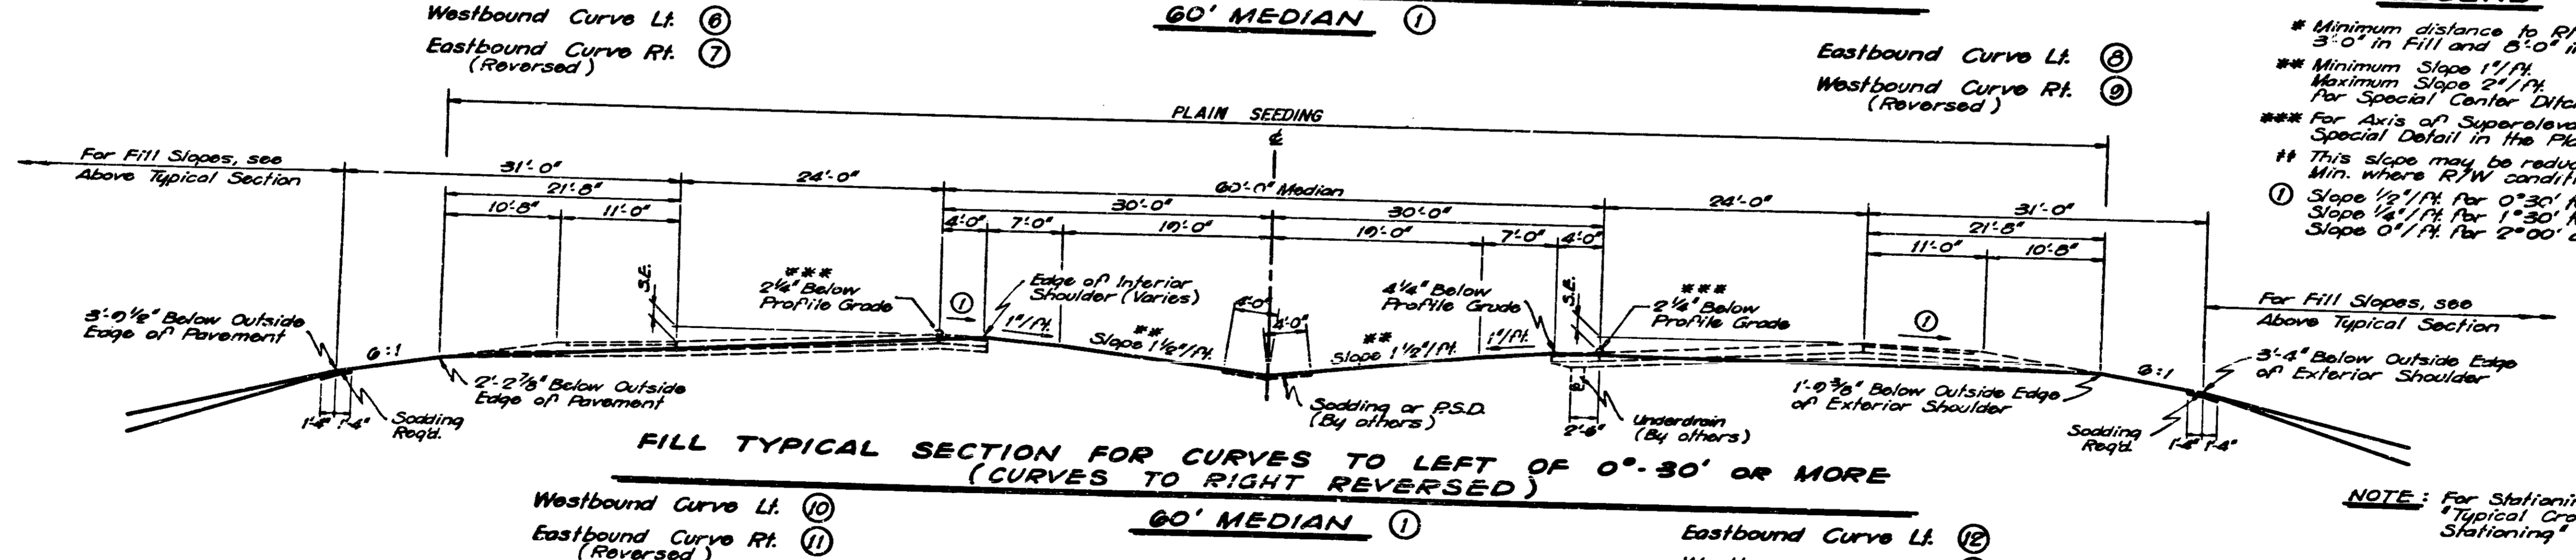 Westbound Curve Lt. ⑥
Eastbound Curve Rt. ⑦
(Reversed)
60' MEDIAN ①
Eastbound Curve Lt. ⑧
Westbound Curve Rt. ⑨
(Reversed)
* Minimum distance to
3'-0" in Fill and 8'-0"
** Minimum Slope 1"/Ft.
Maximum Slope 2"/Ft.
for Special Center
*** For Axis of
Special Detail in the
This slope may be
Min. where R/W
① Slope 1/2"/Ft. for 0°30'
Slope 1/4"/Ft. for 1°30'
Slope 0"/Ft. for 2°00'
PLAIN SEEDING
℄
For Fill Slopes, see
Above Typical Section
31'-0"
24'-0"
60'-0" Median
24'-0"
31'-0"
21'-8"
30'-0"
30'-0"
21'-8"
10'-8"
11'-0"
4'-0"
7'-0"
19'-0"
19'-0"
7'-0"
4'-0"
11'-0"
10'-8"
S.E.
***
2 1/4" Below
Profile Grade
①
Edge of Interior
Shoulder (Varies)
4'-0"
4'-0"
4 1/4" Below
Profile Grade
S.E.
***
2 1/4" Below
Profile Grade
①
For Fill Slopes, see
Above Typical Section
3'-9 1/2" Below Outside
Edge of Pavement
6:1
1"/Ft.
**
Slope 1 1/2"/Ft.
**
Slope 1 1/2"/Ft.
1"/Ft.
6:1
3'-4" Below Outside Edge
of Exterior Shoulder
2'-2 7/8" Below Outside
Edge of Pavement
1'-4" 1'-4"
Sodding
Req'd.
Sodding or P.S.D.
(By others)
2'-6"
Underdrain
(By others)
1'-9 3/8" Below Outside Edge
of Exterior Shoulder
Sodding
Req'd.
1'-4" 1'-4"
FILL TYPICAL SECTION FOR CURVES TO LEFT OF 0°-30' OR MORE
(CURVES TO RIGHT REVERSED)
Westbound Curve Lt. ⑩
Eastbound Curve Rt. ⑪
(Reversed)
60' MEDIAN ①
Eastbound Curve Lt. ⑫
NOTE: For
"Typical
Stationing"